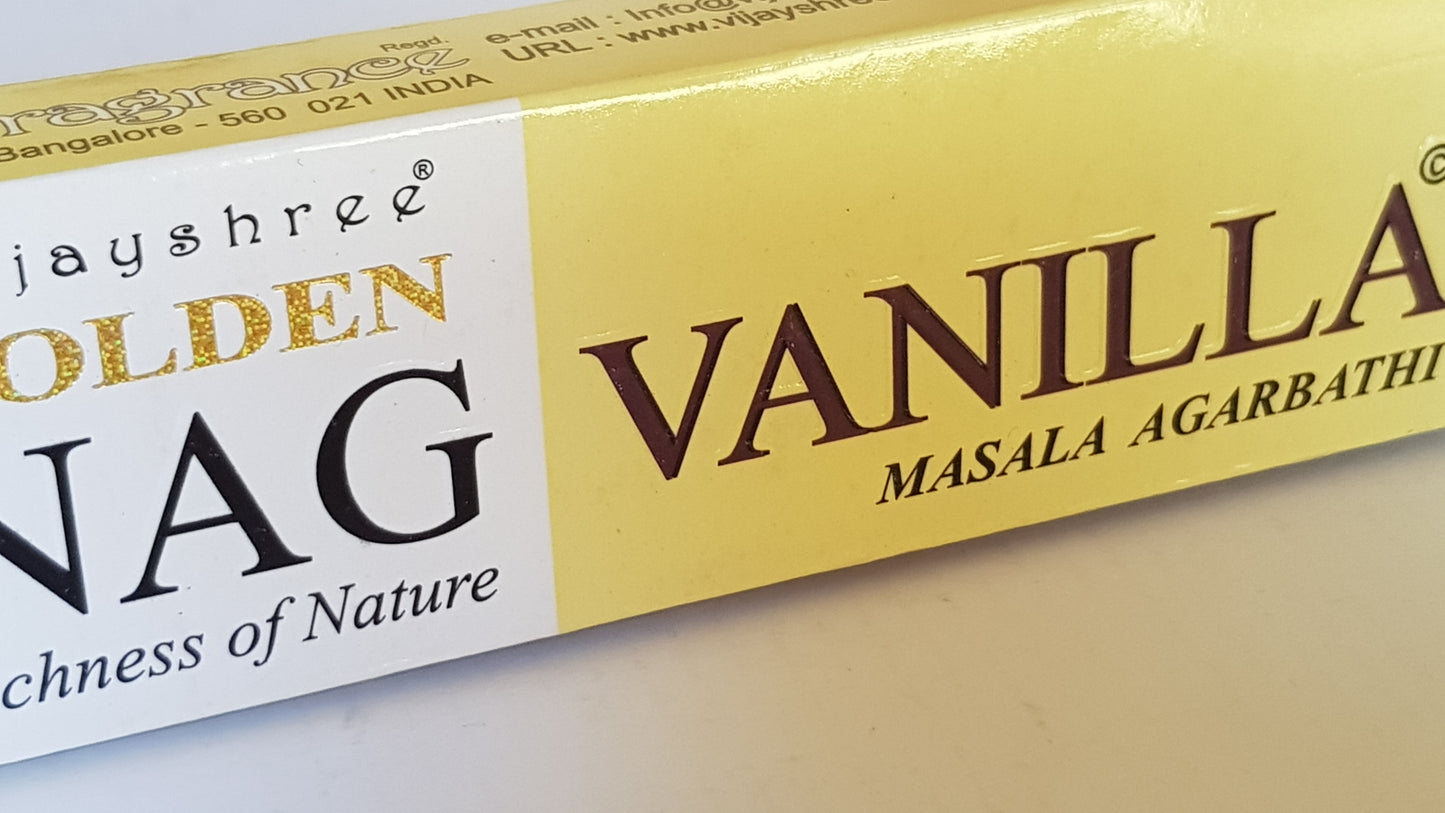 ragrance Regd. e-mail : Info@
Bangalore - 560 021 INDIA URL : www.vijayshree
jayshree®
OLDEN
NAG
chness of Nature
VANILLA©
MASALA AGARBATHI